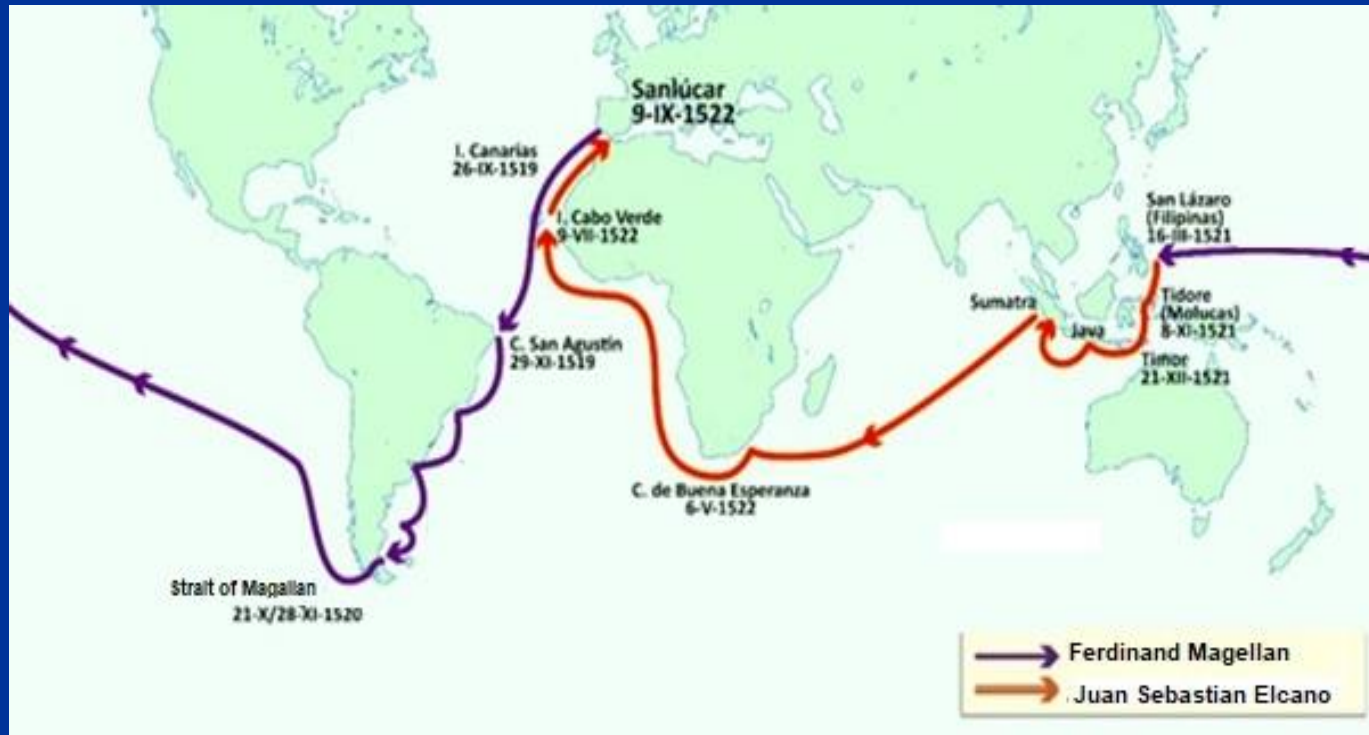 Sanlúcar
9-IX-1522
I. Canarias
26-IX-1519
I. Cabo Verde
9-VII-1522
San Lázaro
(Filipinas)
16-III-1521
Tidore
(Molucas)
8-XI-1521
Sumatra
Java
Timor
21-XII-1521
C. San Agustín
29-XI-1519
C. de Buena Esperanza
6-V-1522
Strait of Magallan
21-X/28-XI-1520
Ferdinand Magellan
Juan Sebastian Elcano